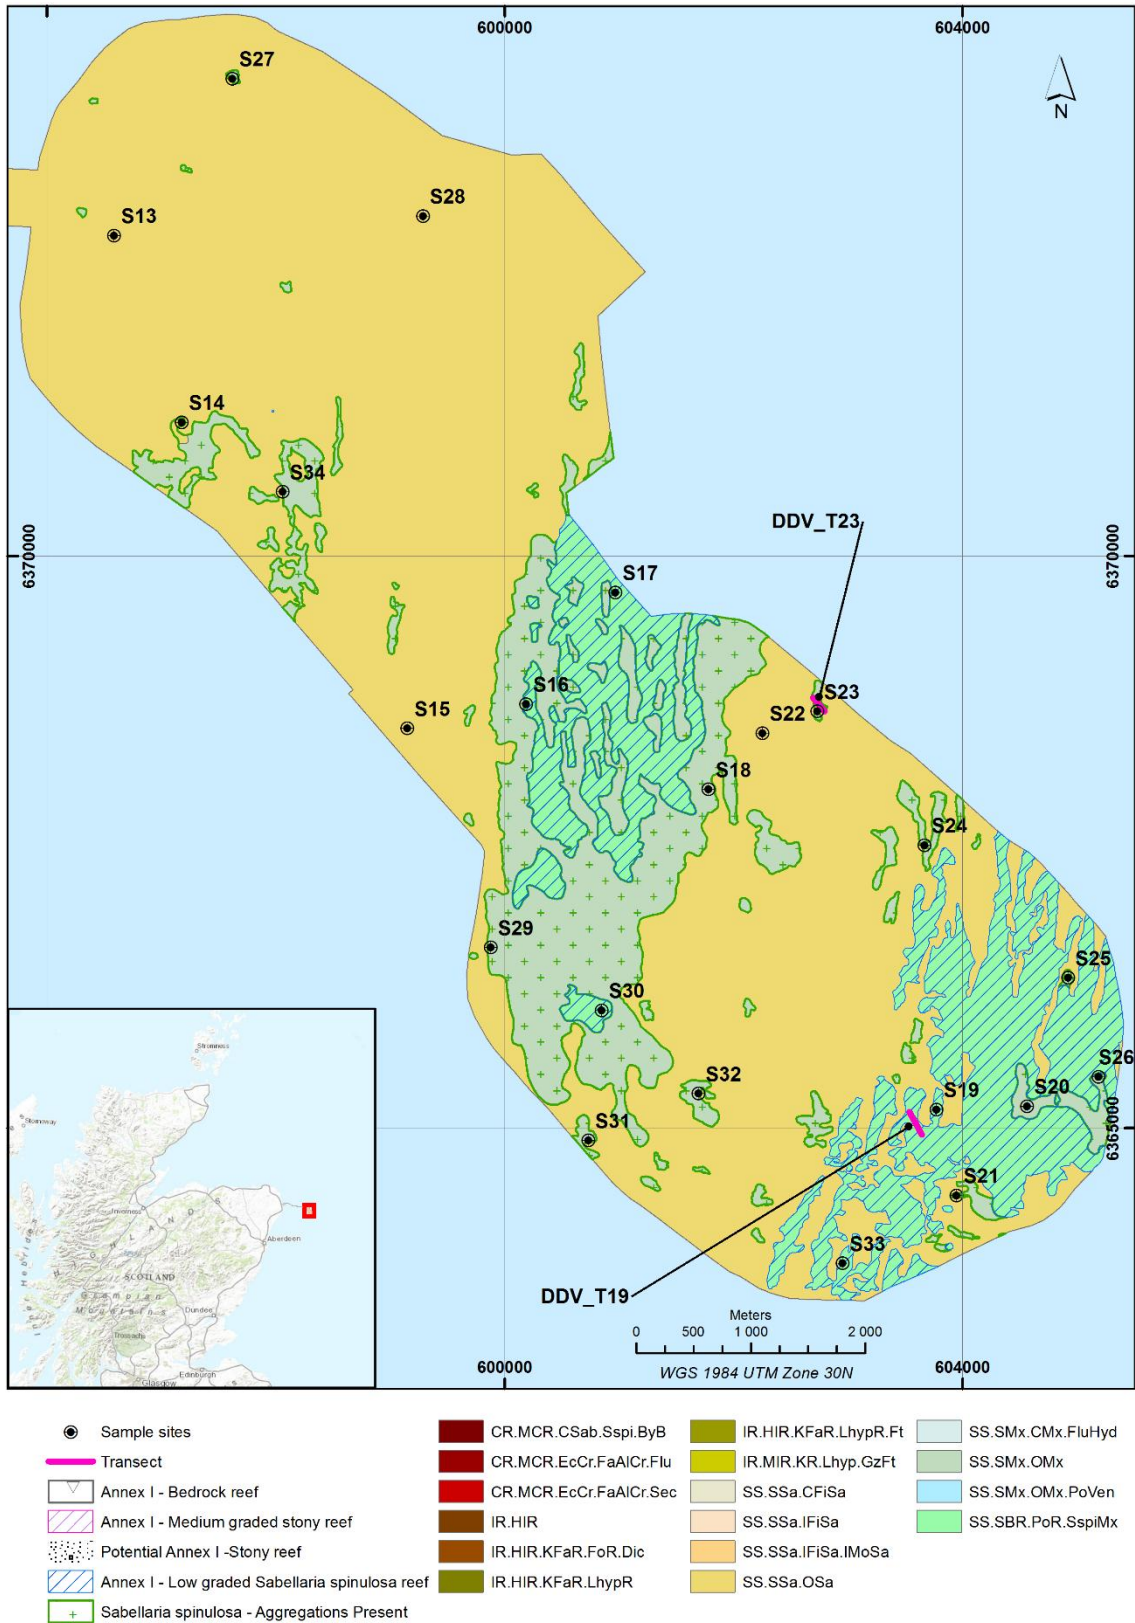 600000
604000
S27
N
S28
S13
S14
S34
DDV_T23
6370000
6370000
S17
S16
S23
S15
S22
S18
S24
S29
S25
S30
S26
S32
S19
S20
S31
6365000
S21
S33
DDV_T19
Meters
0 500 1 000 2 000
WGS 1984 UTM Zone 30N
600000
604000
Stromness
Stornoway
Inverness
Aberdeen
HIGHLAND
SCOTLAND
Grampian
Mountains
Dundee
Trossachs
Glasgow
Edinburgh
Sample sites
Transect
Annex I - Bedrock reef
Annex I - Medium graded stony reef
Potential Annex I -Stony reef
Annex I - Low graded Sabellaria spinulosa reef
Sabellaria spinulosa - Aggregations Present
CR.MCR.CSab.Sspi.ByB
CR.MCR.EcCr.FaAlCr.Flu
CR.MCR.EcCr.FaAlCr.Sec
IR.HIR
IR.HIR.KFaR.FoR.Dic
IR.HIR.KFaR.LhypR
IR.HIR.KFaR.LhypR.Ft
IR.MIR.KR.Lhyp.GzFt
SS.SSa.CFiSa
SS.SSa.IFiSa
SS.SSa.IFiSa.IMoSa
SS.SSa.OSa
SS.SMx.CMx.FluHyd
SS.SMx.OMx
SS.SMx.OMx.PoVen
SS.SBR.PoR.SspiMx